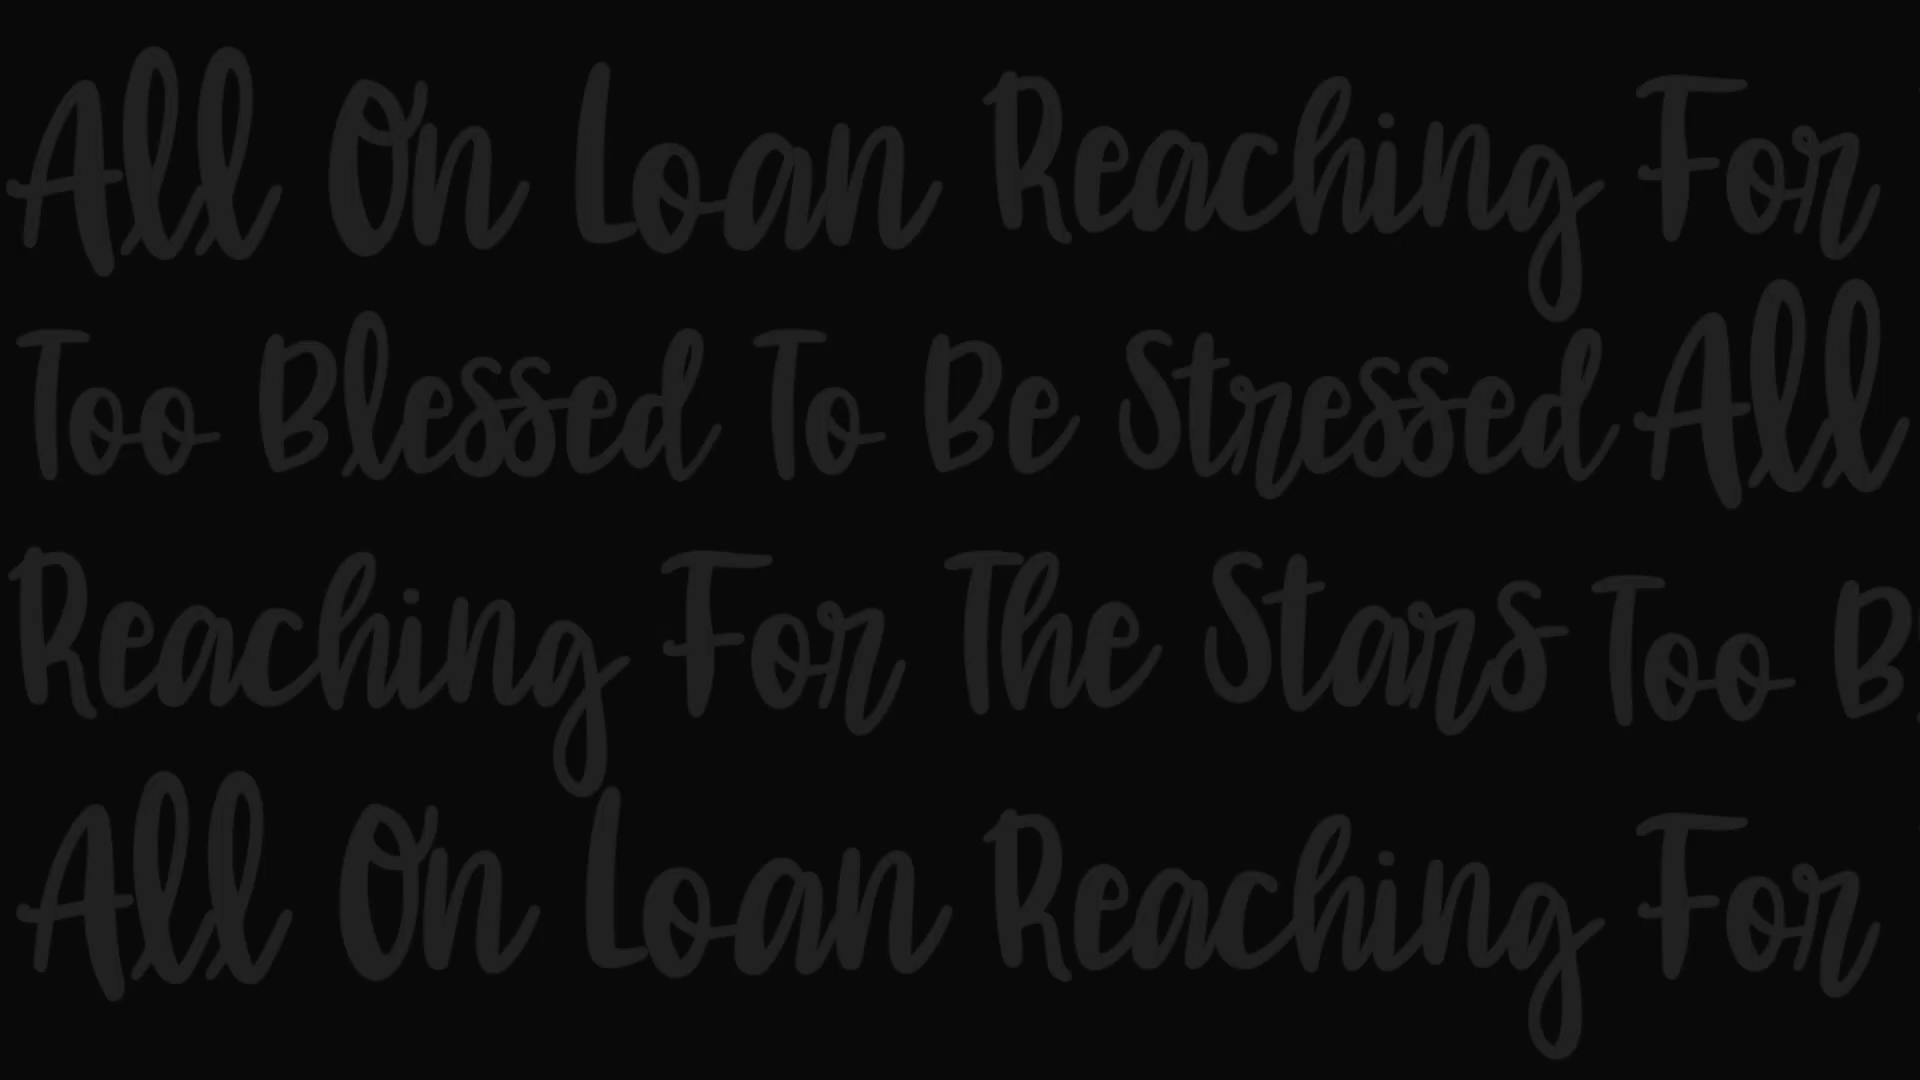 All On Loan Reaching For
Too Blessed To Be Stressed All
Reaching For The Stars Too B
All On Loan Reaching For